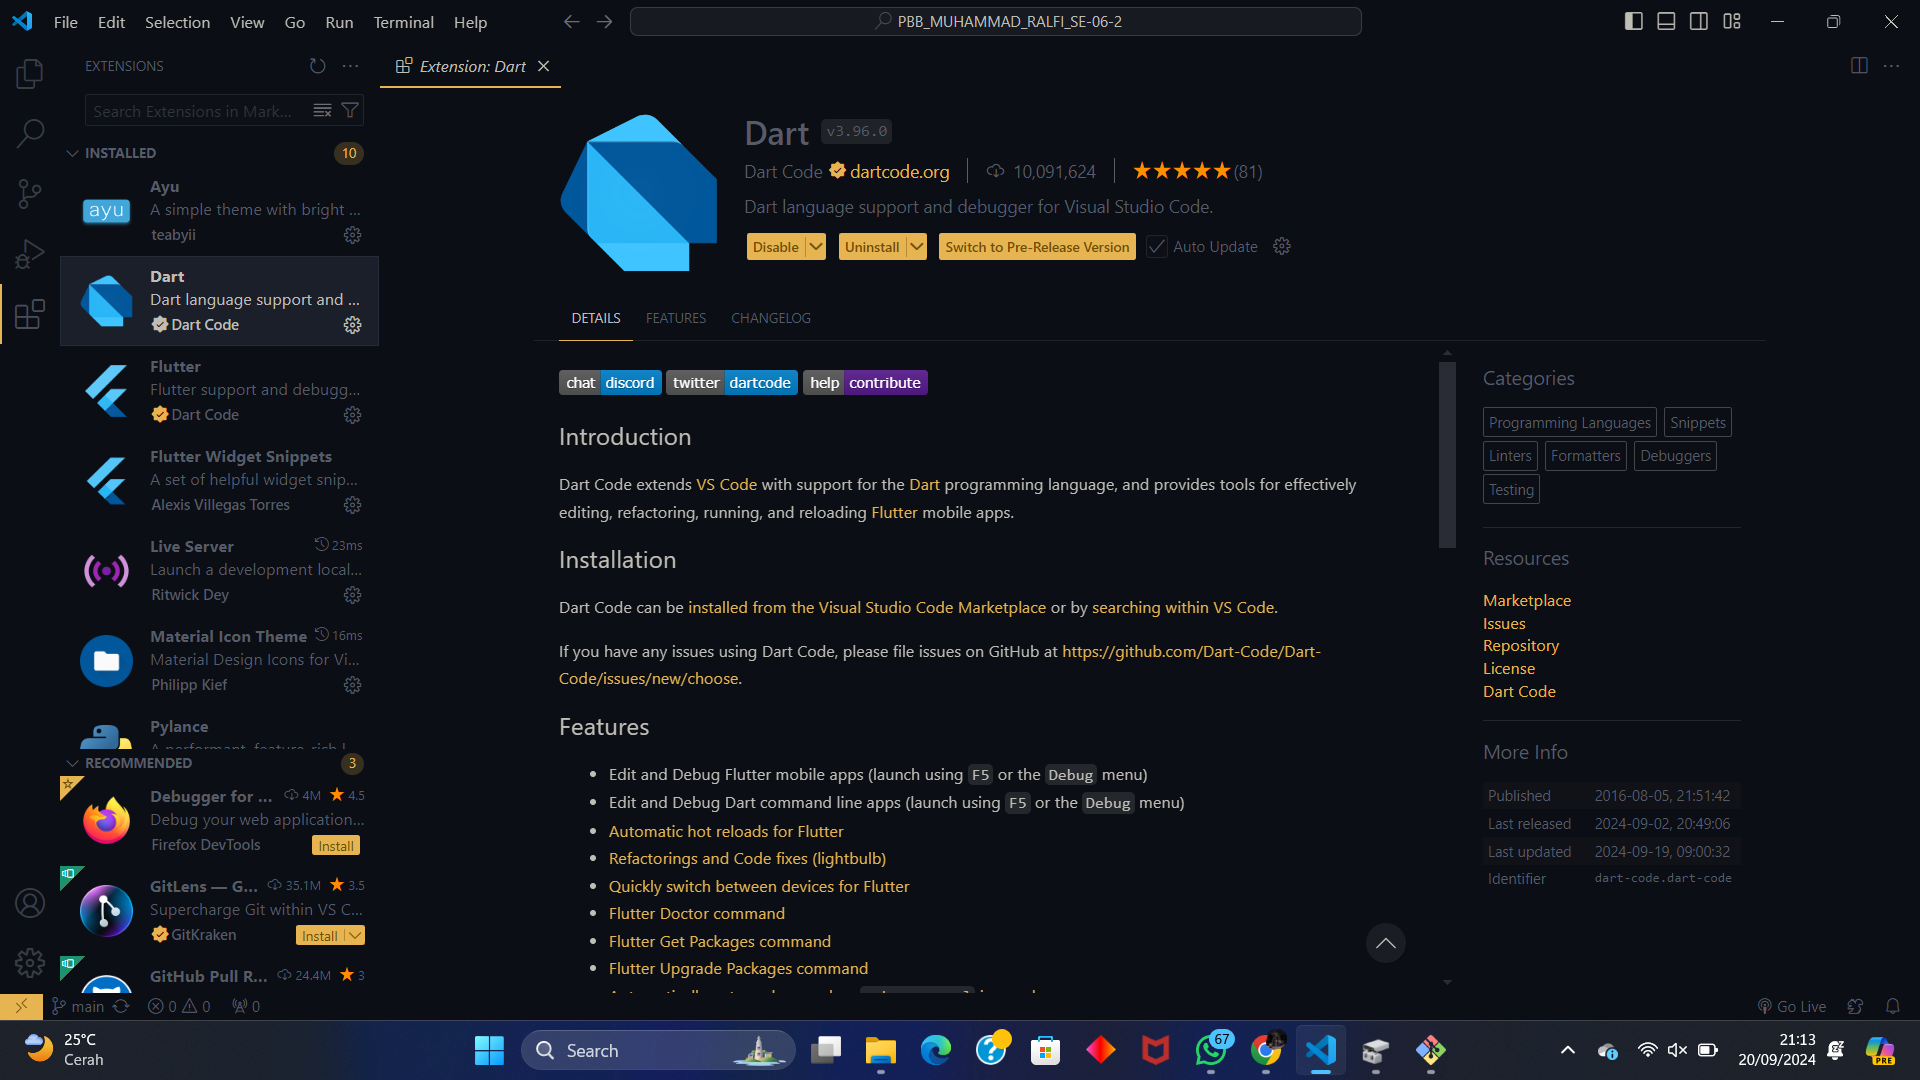 File Edit Selection View Go Run Terminal Help
PBB_MUHAMMAD_RALFI_SE-06-2
EXTENSIONS
Search Extensions in Mark...
INSTALLED 10
Ayu
A simple theme with bright ...
teabyii
ayu
Dart
Dart language support and ...
Dart Code
Flutter
Flutter support and debugg...
Dart Code
Flutter Widget Snippets
A set of helpful widget snip...
Alexis Villegas Torres
Live Server 23ms
Launch a development local...
Ritwick Dey
Material Icon Theme 16ms
Material Design Icons for Vi...
Philipp Kief
Pylance
RECOMMENDED 3
Debugger for ... 4M 4.5
Debug your web application...
Firefox DevTools Install
GitLens — G... 35.1M 3.5
Supercharge Git within VS C...
GitKraken Install
GitHub Pull R... 24.4M 3
Extension: Dart
Dart v3.96.0
Dart Code dartcode.org 10,091,624 (81)
Dart language support and debugger for Visual Studio Code.
Disable Uninstall Switch to Pre-Release Version Auto Update
DETAILS FEATURES CHANGELOG
chat discord twitter dartcode help contribute
Introduction
Dart Code extends VS Code with support for the Dart programming language, and provides tools for effectively
editing, refactoring, running, and reloading Flutter mobile apps.
Installation
Dart Code can be installed from the Visual Studio Code Marketplace or by searching within VS Code.
If you have any issues using Dart Code, please file issues on GitHub at https://github.com/Dart-Code/Dart-
Code/issues/new/choose.
Features
• Edit and Debug Flutter mobile apps (launch using F5 or the Debug menu)
• Edit and Debug Dart command line apps (launch using F5 or the Debug menu)
• Automatic hot reloads for Flutter
• Refactorings and Code fixes (lightbulb)
• Quickly switch between devices for Flutter
• Flutter Doctor command
• Flutter Get Packages command
• Flutter Upgrade Packages command
Categories
Programming Languages Snippets
Linters Formatters Debuggers
Testing
Resources
Marketplace
Issues
Repository
License
Dart Code
More Info
Published 2016-08-05, 21:51:42
Last released 2024-09-02, 20:49:06
Last updated 2024-09-19, 09:00:32
Identifier dart-code.dart-code
main 0 0 0
Go Live
25°C
Cerah
Search
67
PRE
21:13
20/09/2024